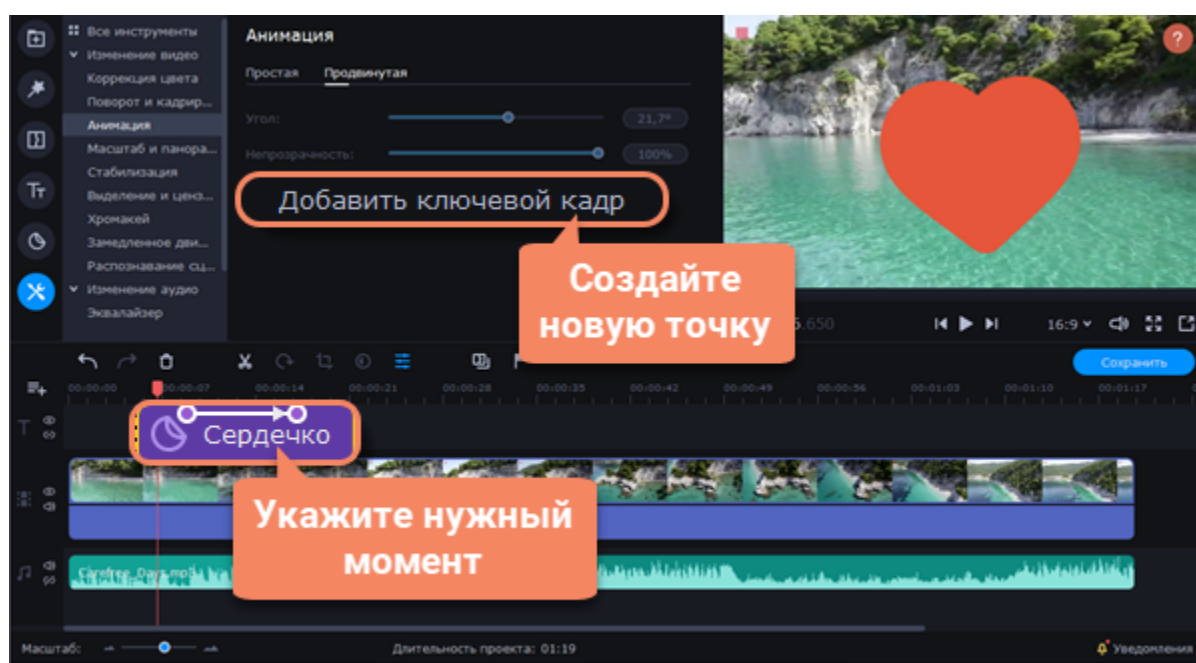 Все инструменты
Изменение видео
Коррекция цвета
Поворот и кадрир...
Анимация
Масштаб и панора...
Стабилизация
Выделение и ценз...
Хромакей
Замедленное дви...
Распознавание сц...
Изменение аудио
Эквалайзер
Анимация
Простая Продвинутая
Угол: 21,7°
Непрозрачность: 100%
Добавить ключевой кадр
Создайте
новую точку
?
.650
16:9
Tт
Сохранить
00:00:00 00:00:07 00:00:14 00:00:21 00:00:28 00:00:35 00:00:42 00:00:49 00:00:56 00:01:03 00:01:10 00:01:17
T
Сердечко
Укажите нужный
момент
Carefree_Days.mp3
Масштаб:
Длительность проекта: 01:19
Уведомления